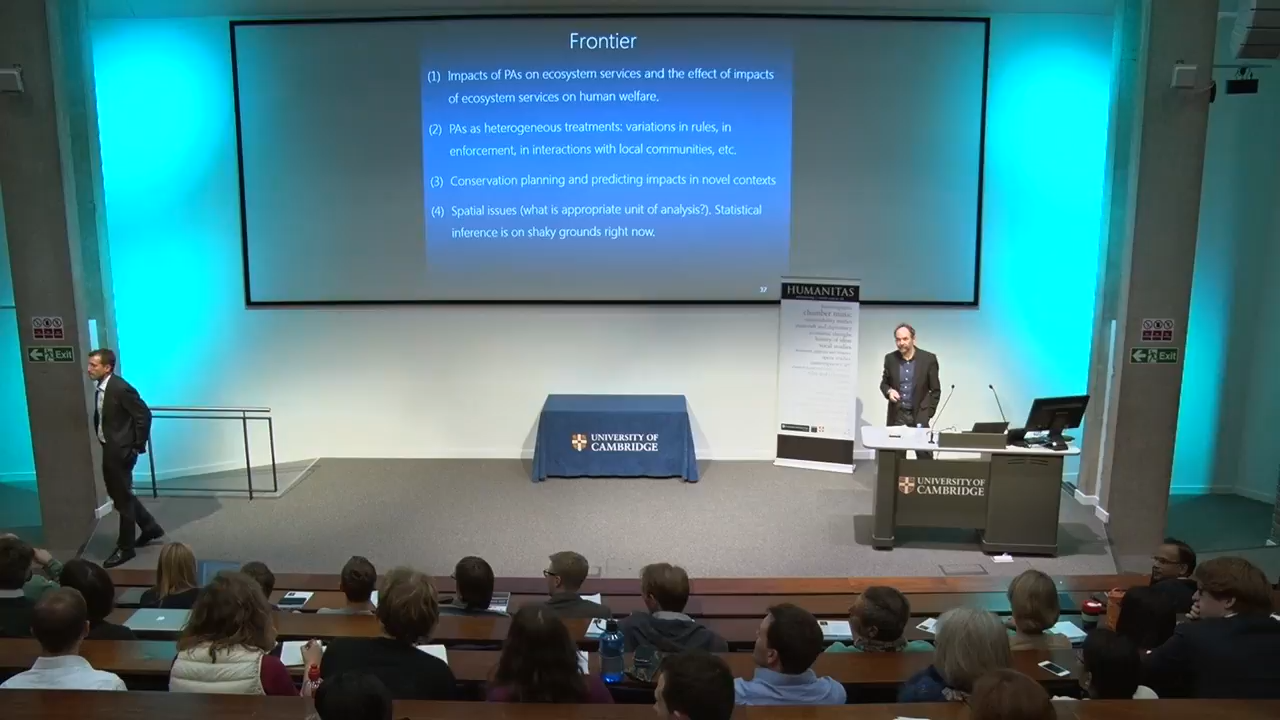 Frontier
(1) Impacts of PAs on ecosystem services and the effect of impacts
of ecosystem services on human welfare.
(2) PAs as heterogeneous treatments: variations in rules, in
enforcement, in interactions with local communities, etc.
(3) Conservation planning and predicting impacts in novel contexts
(4) Spatial issues (what is appropriate unit of analysis?). Statistical
inference is on shaky grounds right now.
37
HUMANITAS
chamber music
Exit
Exit
UNIVERSITY OF
CAMBRIDGE
UNIVERSITY OF
CAMBRIDGE